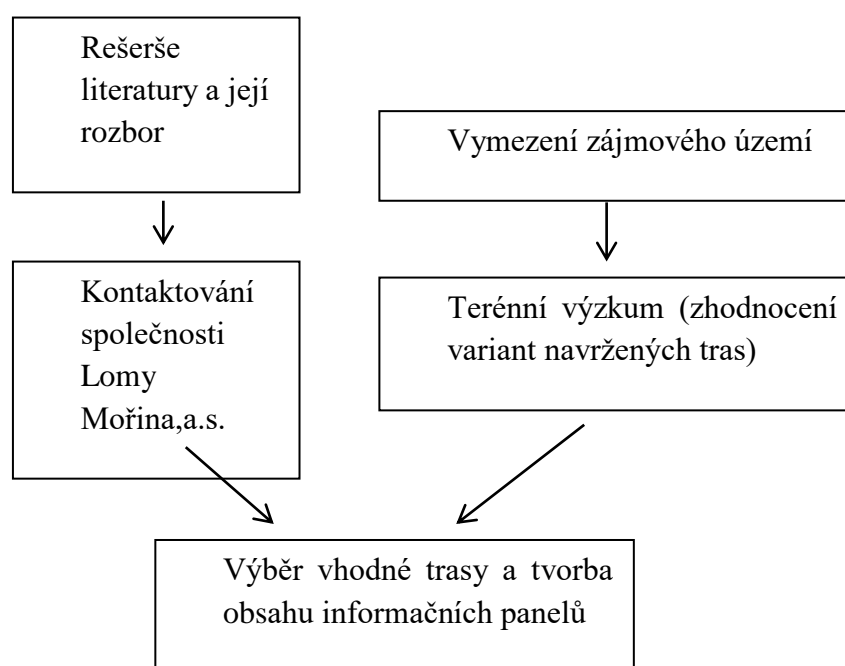 Rešerše
literatury a její
rozbor
Vymezení zájmového území
Kontaktování
společnosti
Lomy
Mořina,a.s.
Terénní výzkum (zhodnocení
variant navržených tras)
Výběr vhodné trasy a tvorba
obsahu informačních panelů